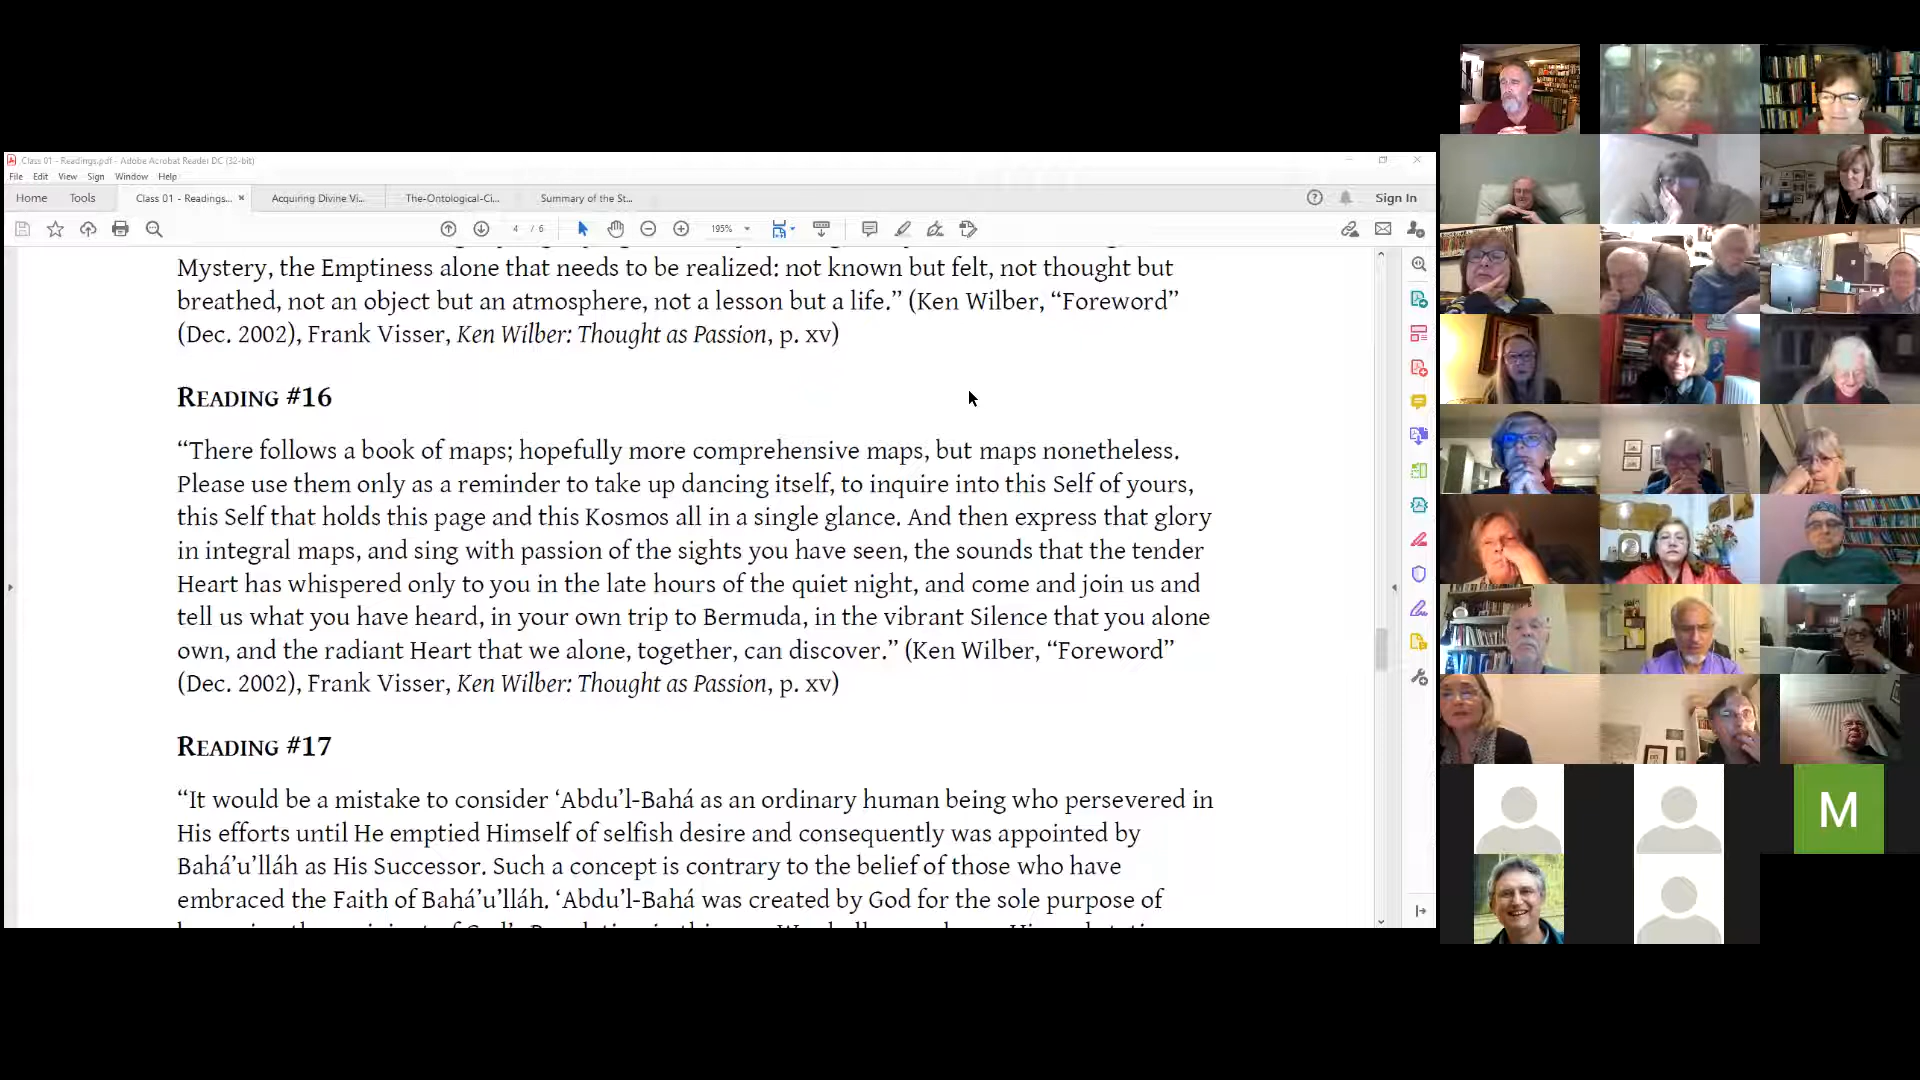 Class 01 - Readings.pdf - Adobe Acrobat Reader DC (32-bit)
File Edit View Sign Window Help
Home Tools Class 01 - Readings... × Acquiring Divine Vi... The-Ontological-Ci... Summary of the St... Sign In
4 / 6 195%
Mystery, the Emptiness alone that needs to be realized: not known but felt, not thought but
breathed, not an object but an atmosphere, not a lesson but a life.” (Ken Wilber, “Foreword”
(Dec. 2002), Frank Visser, Ken Wilber: Thought as Passion, p. xv)
READING #16
“There follows a book of maps; hopefully more comprehensive maps, but maps nonetheless.
Please use them only as a reminder to take up dancing itself, to inquire into this Self of yours,
this Self that holds this page and this Kosmos all in a single glance. And then express that glory
in integral maps, and sing with passion of the sights you have seen, the sounds that the tender
Heart has whispered only to you in the late hours of the quiet night, and come and join us and
tell us what you have heard, in your own trip to Bermuda, in the vibrant Silence that you alone
own, and the radiant Heart that we alone, together, can discover.” (Ken Wilber, “Foreword”
(Dec. 2002), Frank Visser, Ken Wilber: Thought as Passion, p. xv)
READING #17
“It would be a mistake to consider ‘Abdu’l-Bahá as an ordinary human being who persevered in
His efforts until He emptied Himself of selfish desire and consequently was appointed by
Bahá’u’lláh as His Successor. Such a concept is contrary to the belief of those who have
embraced the Faith of Bahá’u’lláh. ‘Abdu’l-Bahá was created by God for the sole purpose of
M